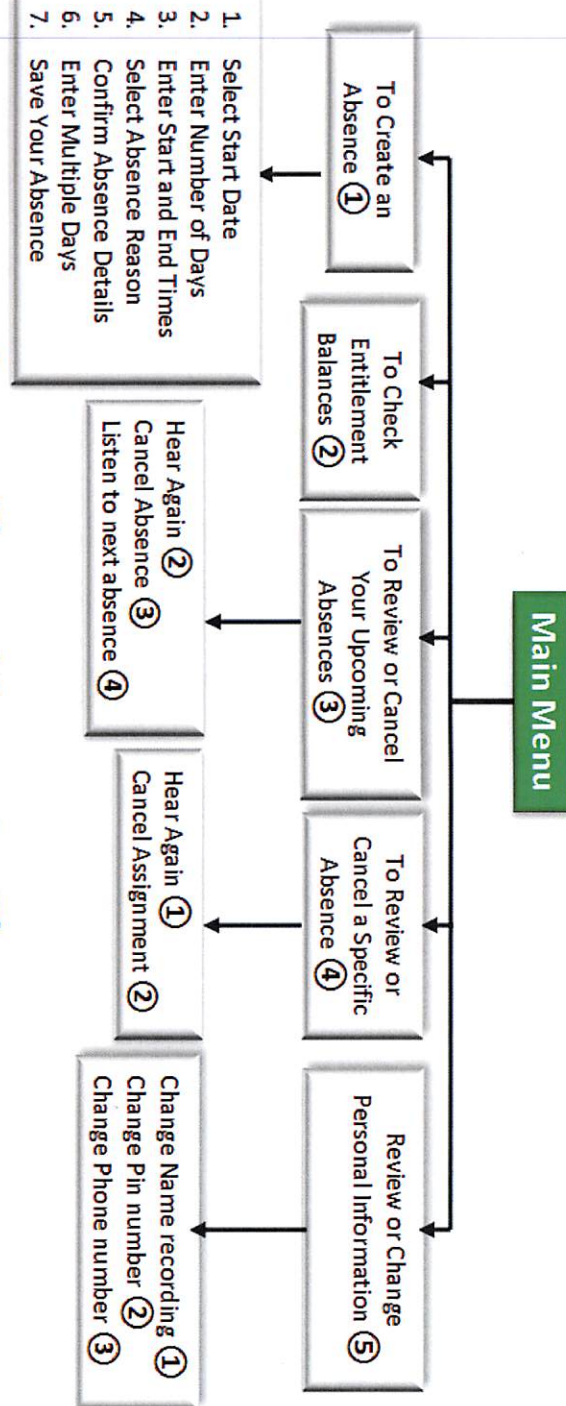 Main Menu
To Create an
Absence ①
To Check
Entitlement
Balances ②
To Review or Cancel
Your Upcoming
Absences ③
To Review or
Cancel a Specific
Absence ④
Review or Change
Personal Information ⑤
1. Select Start Date
2. Enter Number of Days
3. Enter Start and End Times
4. Select Absence Reason
5. Confirm Absence Details
6. Enter Multiple Days
7. Save Your Absence
Hear Again ②
Cancel Absence ③
Listen to next absence ④
Hear Again ①
Cancel Assignment ②
Change Name recording ①
Change Pin number ②
Change Phone number ③